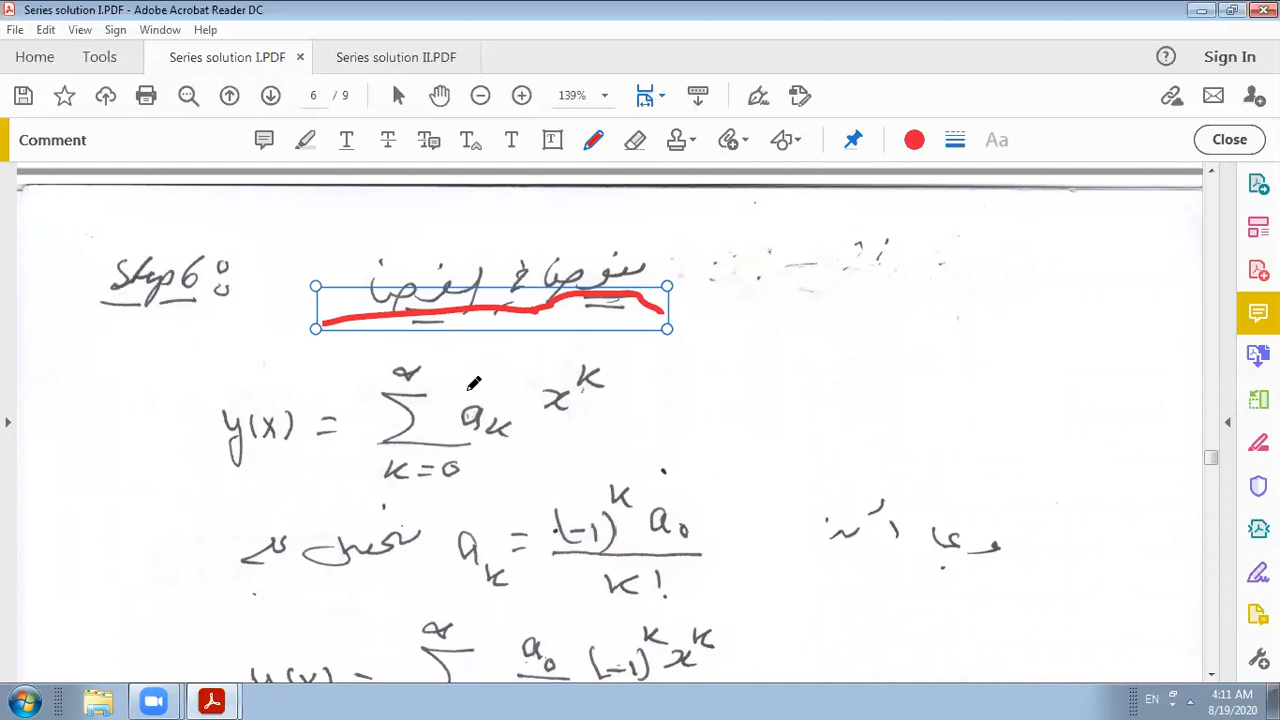 Series solution I.PDF - Adobe Acrobat Reader DC
File Edit View Sign Window Help
Home Tools Series solution I.PDF × Series solution II.PDF Sign In
6 / 9 139%
Comment Close
Step 6:
نعوض في الفرض
y(x) = ∑_{k=0}^{∞} a_k x^k
a_k = (-1)^k a_0 / k!
y(x) = ∑^{∞} a_0 (-1)^k x^k
EN 4:11 AM
8/19/2020